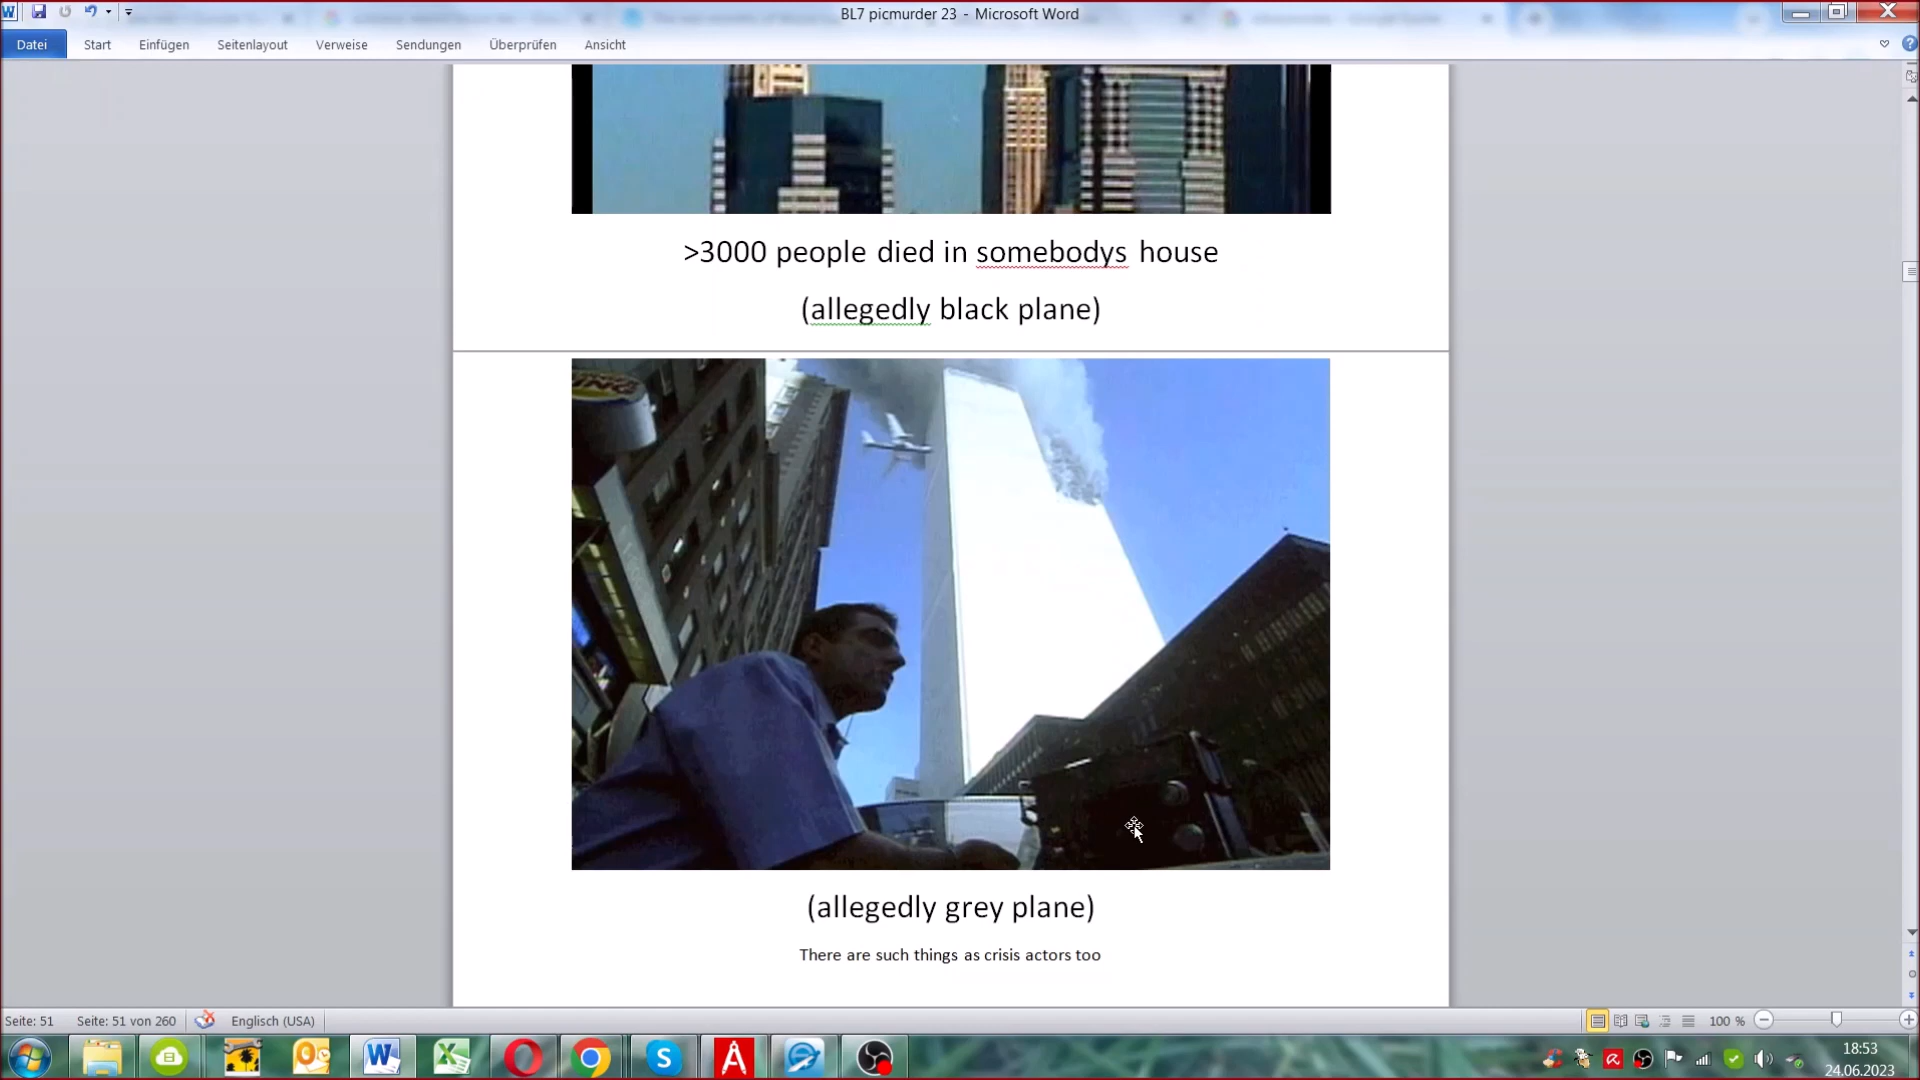 BL7 picmurder 23 - Microsoft Word
Datei Start Einfügen Seitenlayout Verweise Sendungen Überprüfen Ansicht
>3000 people died in somebodys house
(allegedly black plane)
(allegedly grey plane)
There are such things as crisis actors too
Seite: 51 Seite: 51 von 260 Englisch (USA) 100 %
18:53
24.06.2023